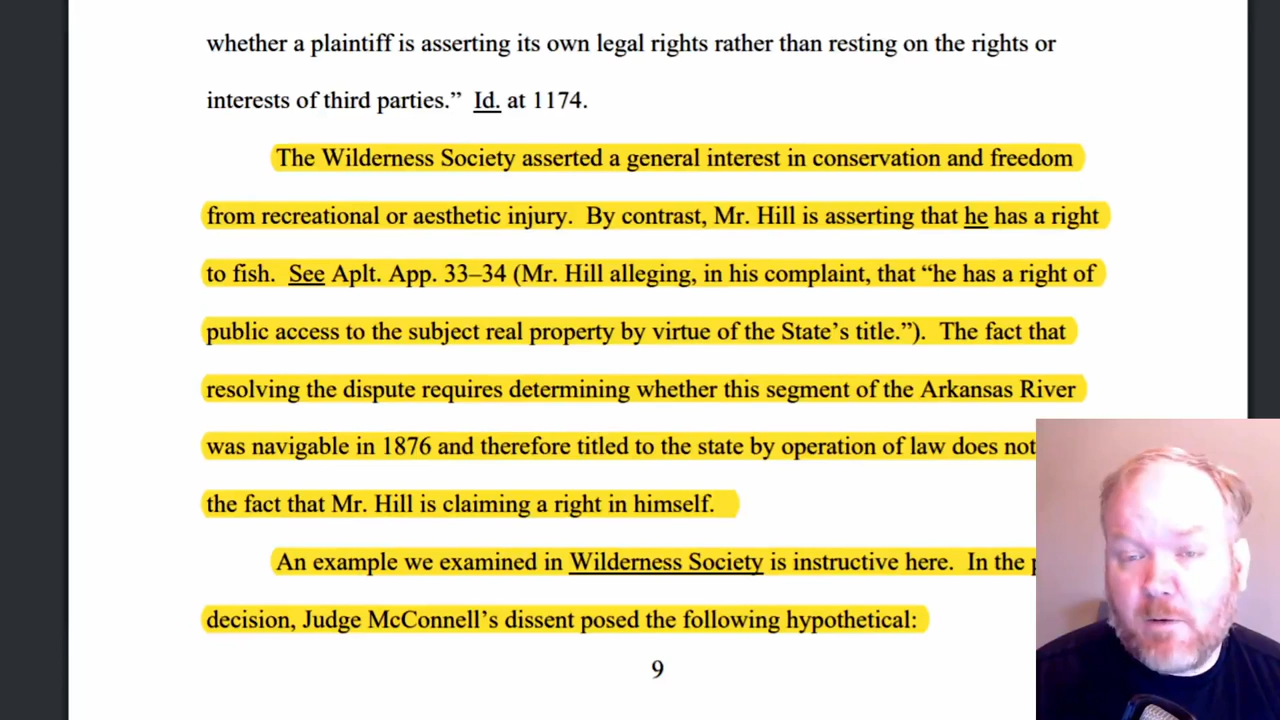 whether a plaintiff is asserting its own legal rights rather than resting on the rights or
interests of third parties.” Id. at 1174.
The Wilderness Society asserted a general interest in conservation and freedom
from recreational or aesthetic injury. By contrast, Mr. Hill is asserting that he has a right
to fish. See Aplt. App. 33–34 (Mr. Hill alleging, in his complaint, that “he has a right of
public access to the subject real property by virtue of the State’s title.”). The fact that
resolving the dispute requires determining whether this segment of the Arkansas River
was navigable in 1876 and therefore titled to the state by operation of law does not
the fact that Mr. Hill is claiming a right in himself.
An example we examined in Wilderness Society is instructive here. In the
decision, Judge McConnell’s dissent posed the following hypothetical:
9